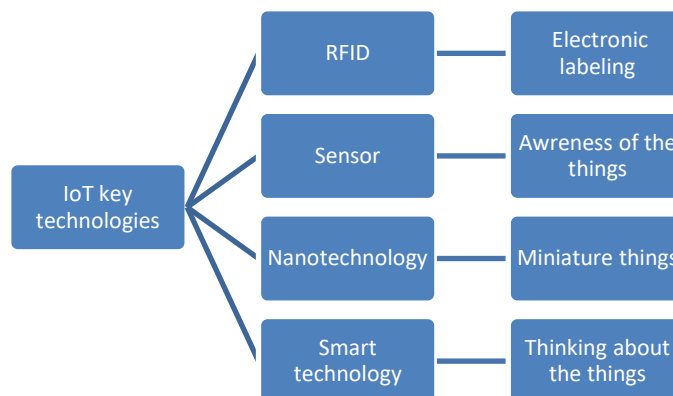 RFID
Electronic
labeling
Sensor
Awreness of the
things
IoT key
technologies
Nanotechnology
Miniature things
Smart
technology
Thinking about
the things